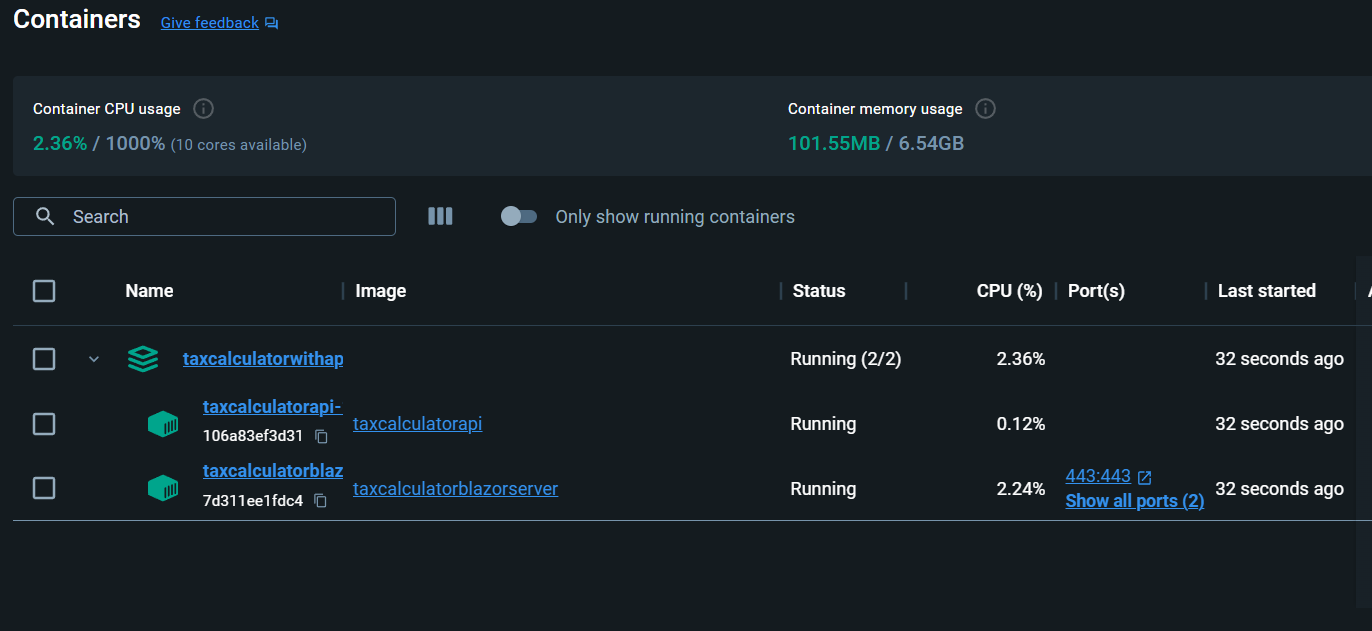 Containers Give feedback
Container CPU usage Container memory usage
2.36% / 1000% (10 cores available) 101.55MB / 6.54GB
Search Only show running containers
Name Image Status CPU (%) Port(s) Last started
taxcalculatorwithap Running (2/2) 2.36% 32 seconds ago
taxcalculatorapi-
106a83ef3d31 taxcalculatorapi Running 0.12% 32 seconds ago
taxcalculatorblaz
7d311ee1fdc4 taxcalculatorblazorserver Running 2.24% 443:443 32 seconds ago
Show all ports (2)